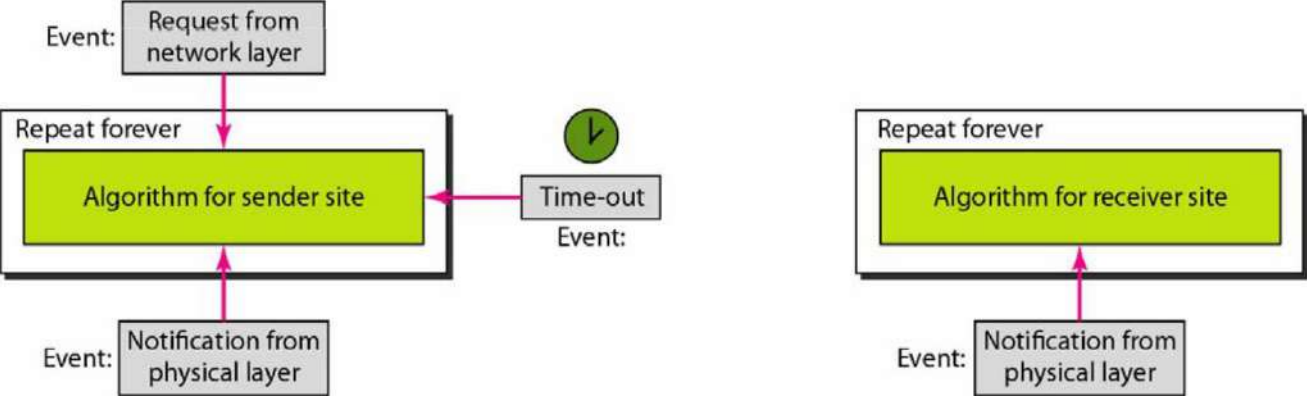 Event:
Request from
network layer
Repeat forever
Algorithm for sender site
Time-out
Event:
Event:
Notification from
physical layer
Repeat forever
Algorithm for receiver site
Event:
Notification from
physical layer